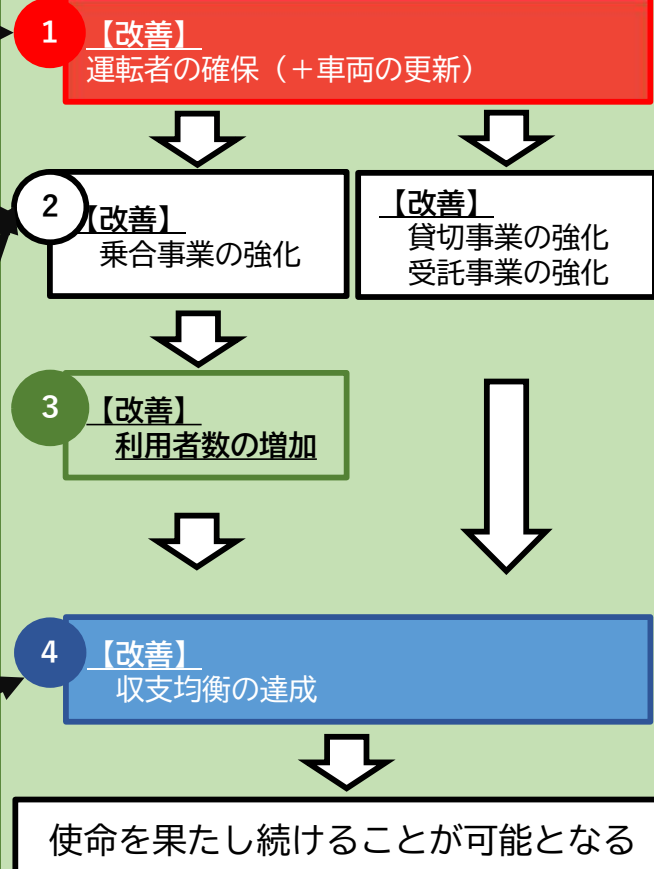 1
【改善】
運転者の確保（＋車両の更新）
2
【改善】
乗合事業の強化
【改善】
貸切事業の強化
受託事業の強化
3
【改善】
利用者数の増加
4
【改善】
収支均衡の達成
使命を果たし続けることが可能となる